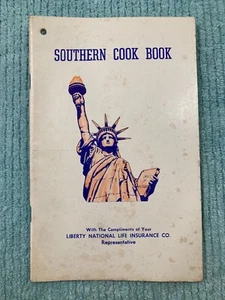 SOUTHERN COOK BOOK
With The Compliments of Your
LIBERTY NATIONAL LIFE INSURANCE CO.
Representative